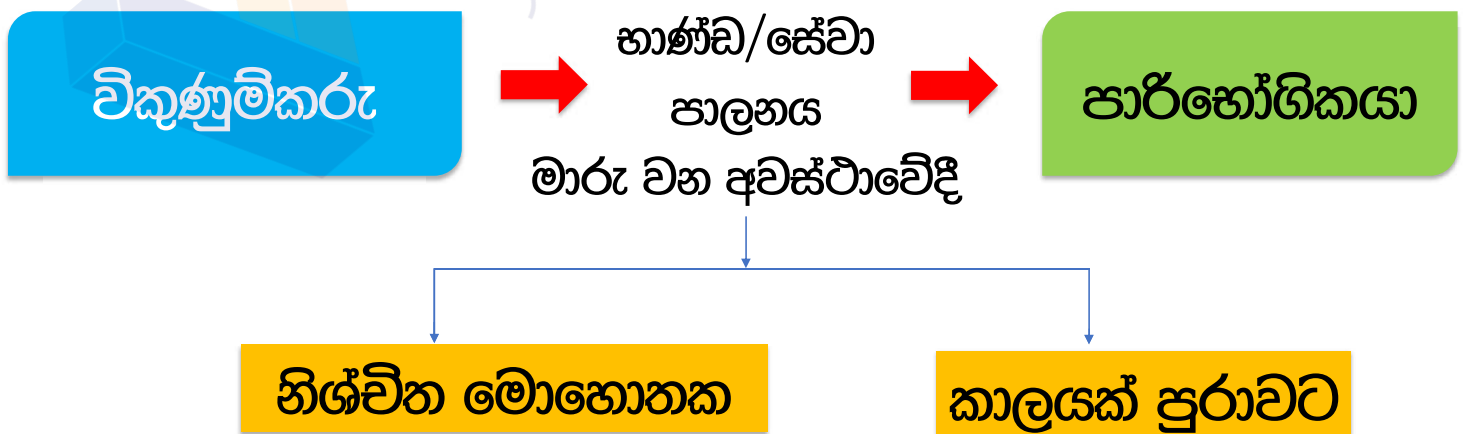 විකුණුම්කරු
භාණ්ඩ/සේවා
පාලනය
මාරු වන අවස්ථාවේදී
පාරිභෝගිකයා
නිශ්චිත මොහොතක
කාලයක් පුරාවට